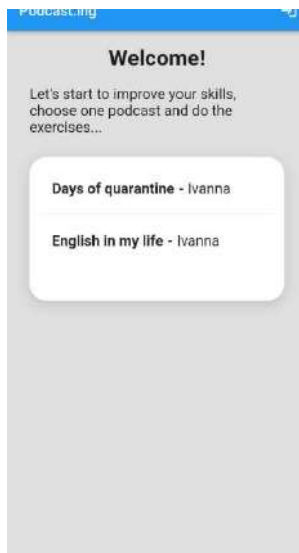 Podcast.ing
Welcome!
Let's start to improve your skills,
choose one podcast and do the
exercises...
Days of quarantine - Ivanna
English in my life - Ivanna